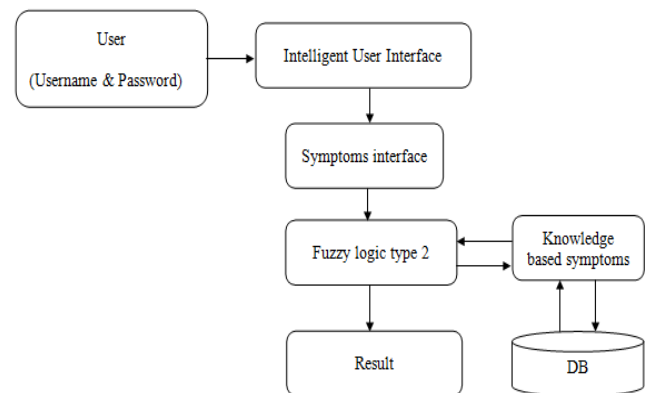 User
(Username & Password)
Intelligent User Interface
Symptoms interface
Fuzzy logic type 2
Knowledge
based symptoms
Result
DB